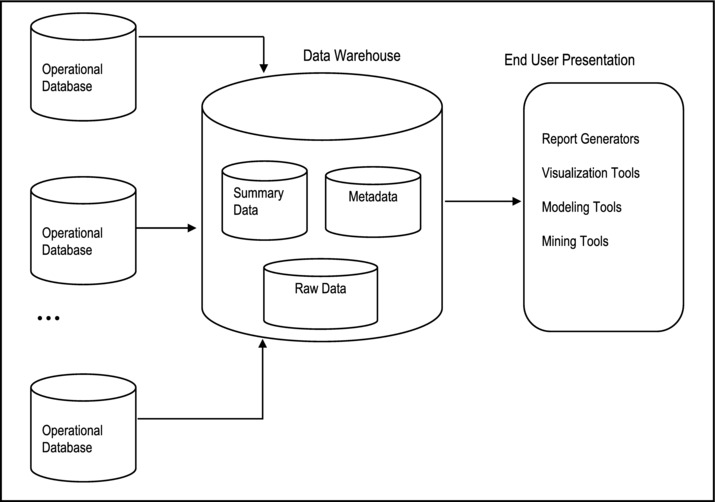 Operational
Database
Data Warehouse
End User Presentation
Summary
Data
Metadata
Raw Data
Report Generators
Visualization Tools
Modeling Tools
Mining Tools
Operational
Database
...
Operational
Database